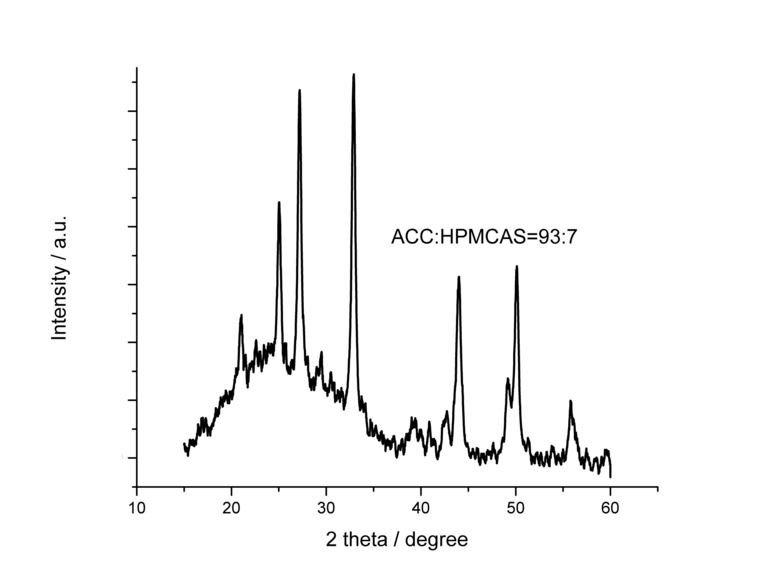 ACC:HPMCAS=93:7
Intensity / a.u.
10 20 30 40 50 60
2 theta / degree